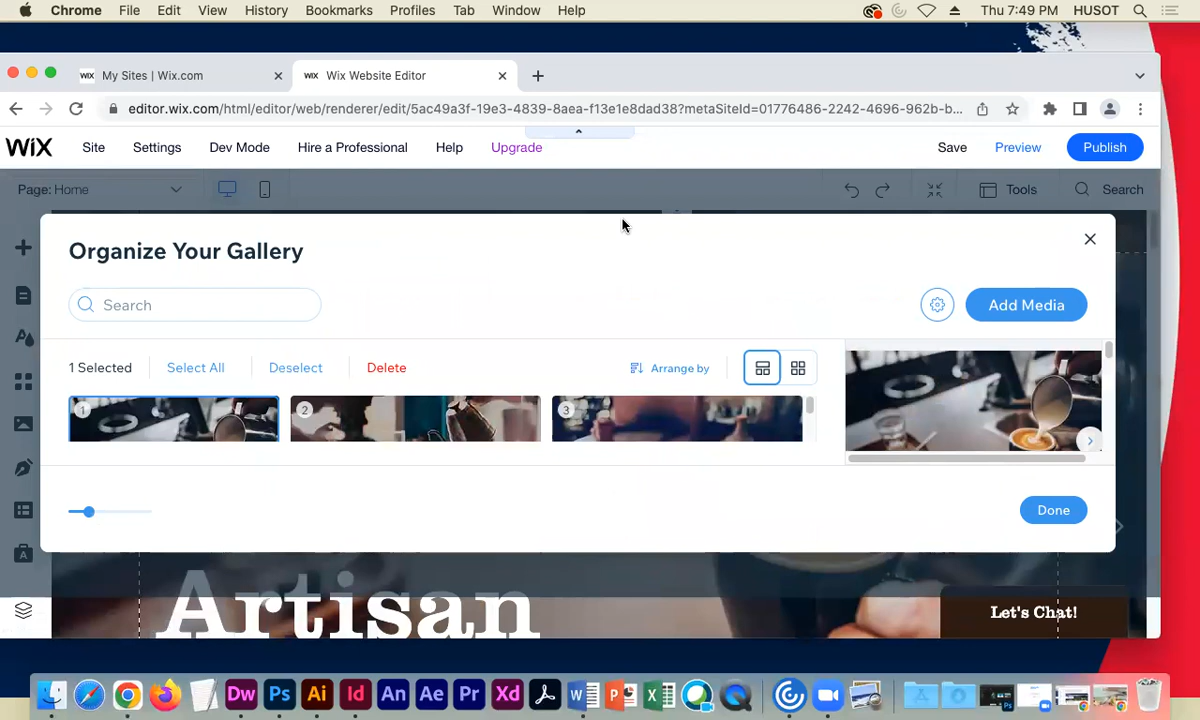 Chrome File Edit View History Bookmarks Profiles Tab Window Help Thu 7:49 PM HUSOT
WiX My Sites | Wix.com WiX Wix Website Editor
editor.wix.com/html/editor/web/renderer/edit/5ac49a3f-19e3-4839-8aea-f13e1e8dad38?metaSiteId=01776486-2242-4696-962b-b...
WiX Site Settings Dev Mode Hire a Professional Help Upgrade Save Preview Publish
Page: Home Tools Search
Organize Your Gallery
Search Add Media
1 Selected Select All Deselect Delete Arrange by
1 2 3
Done
Artisan
Let's Chat!
Dw Ps Ai Id An Ae Pr Xd W P X